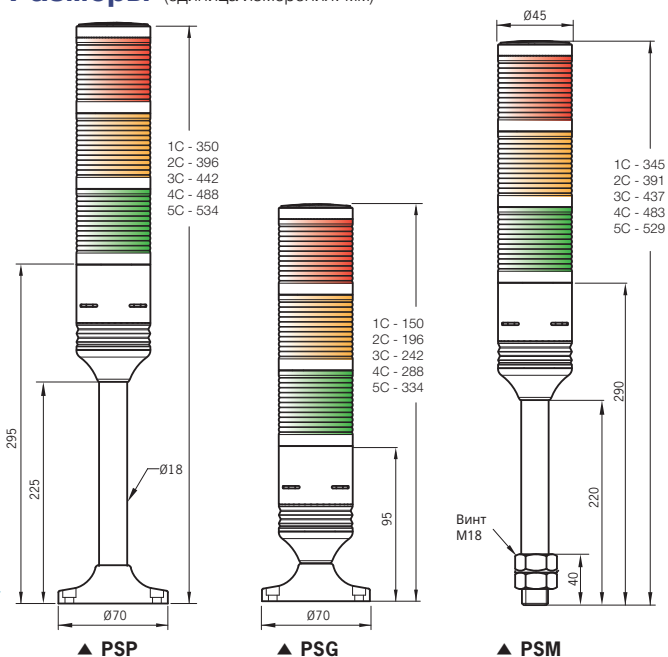 (единица измерения: мм)
Ø45
1C - 350
2C - 396
3C - 442
4C - 488
5C - 534
1C - 345
2C - 391
3C - 437
4C - 483
5C - 529
1C - 150
2C - 196
3C - 242
4C - 288
5C - 334
295
225
Ø18
95
290
220
Винт
M18
40
Ø70
Ø70
▲ PSP
▲ PSG
▲ PSM